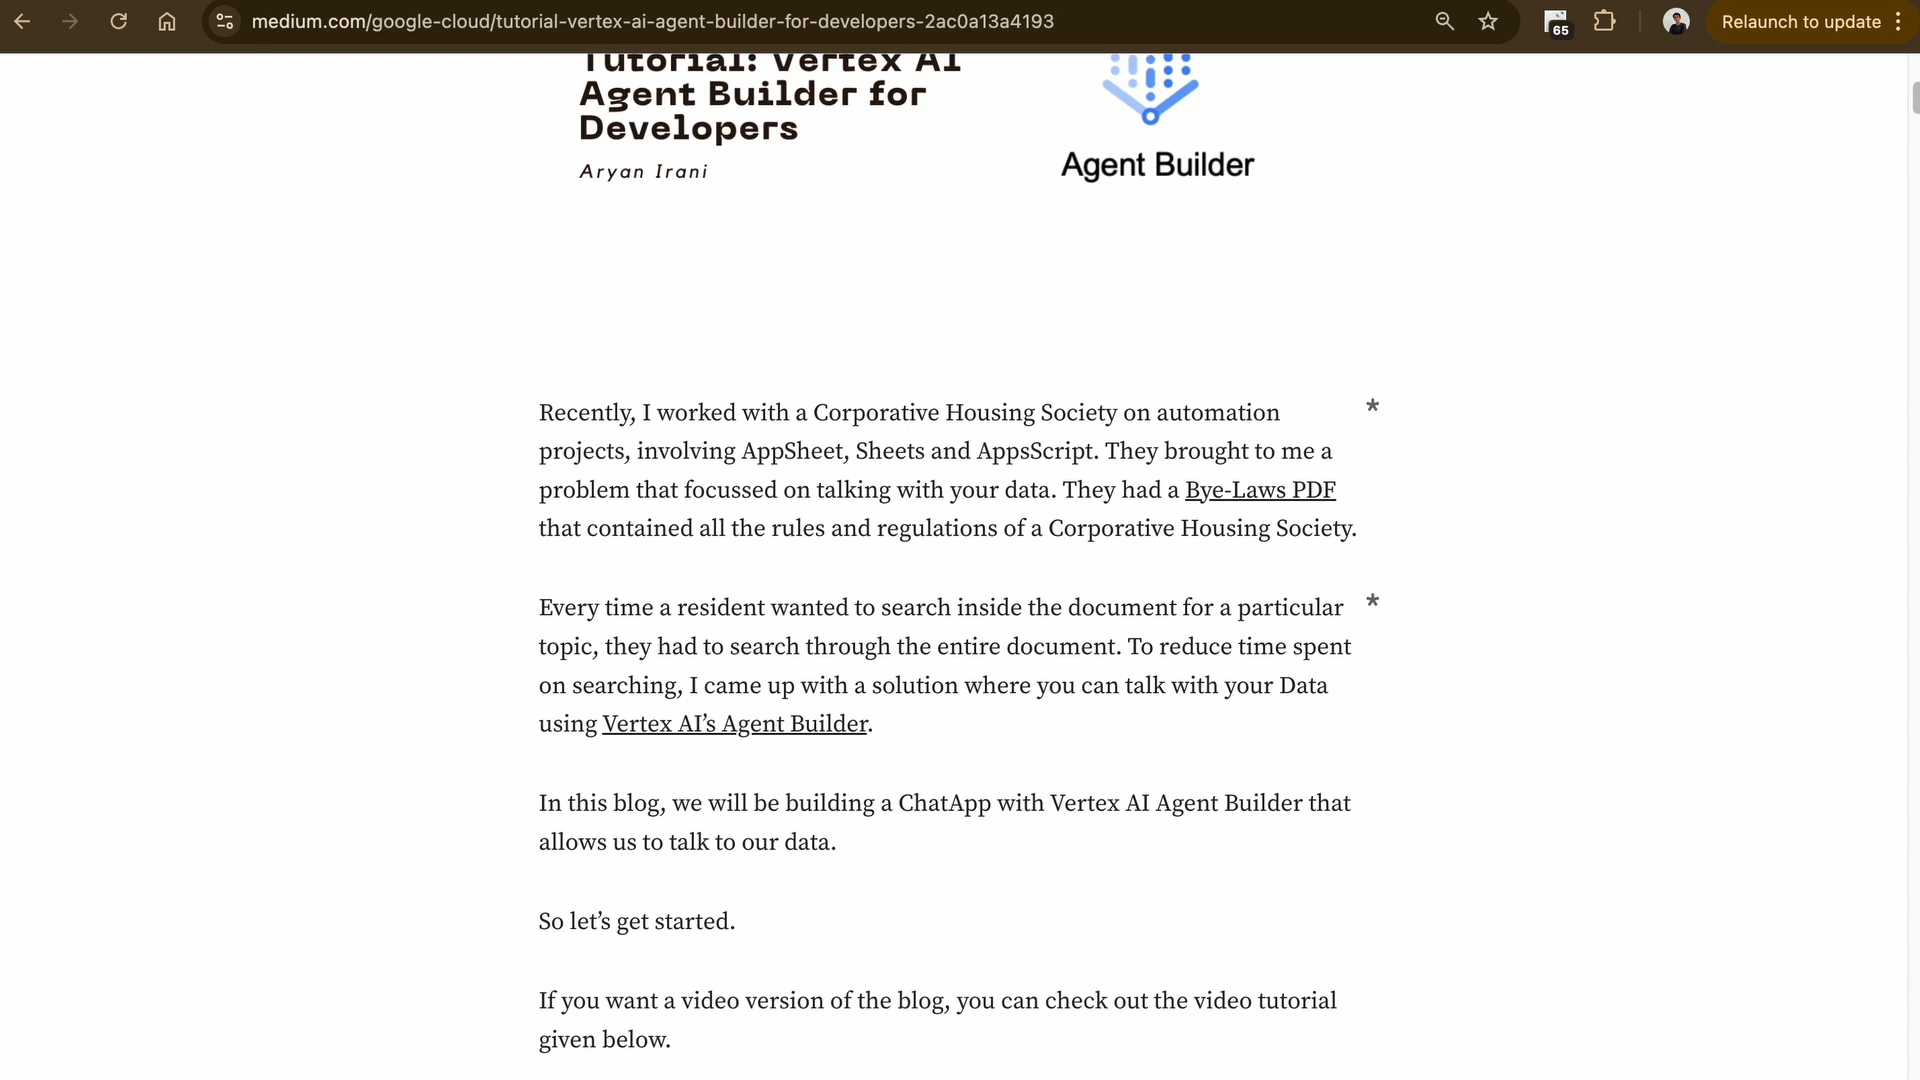 medium.com/google-cloud/tutorial-vertex-ai-agent-builder-for-developers-2ac0a13a4193
65
Relaunch to update
Tutorial: Vertex AI
Agent Builder for
Developers
Aryan Irani
Agent Builder
Recently, I worked with a Corporative Housing Society on automation
*
projects, involving AppSheet, Sheets and AppsScript. They brought to me a
problem that focussed on talking with your data. They had a Bye-Laws PDF
that contained all the rules and regulations of a Corporative Housing Society.
Every time a resident wanted to search inside the document for a particular
*
topic, they had to search through the entire document. To reduce time spent
on searching, I came up with a solution where you can talk with your Data
using Vertex AI’s Agent Builder.
In this blog, we will be building a ChatApp with Vertex AI Agent Builder that
allows us to talk to our data.
So let’s get started.
If you want a video version of the blog, you can check out the video tutorial
given below.